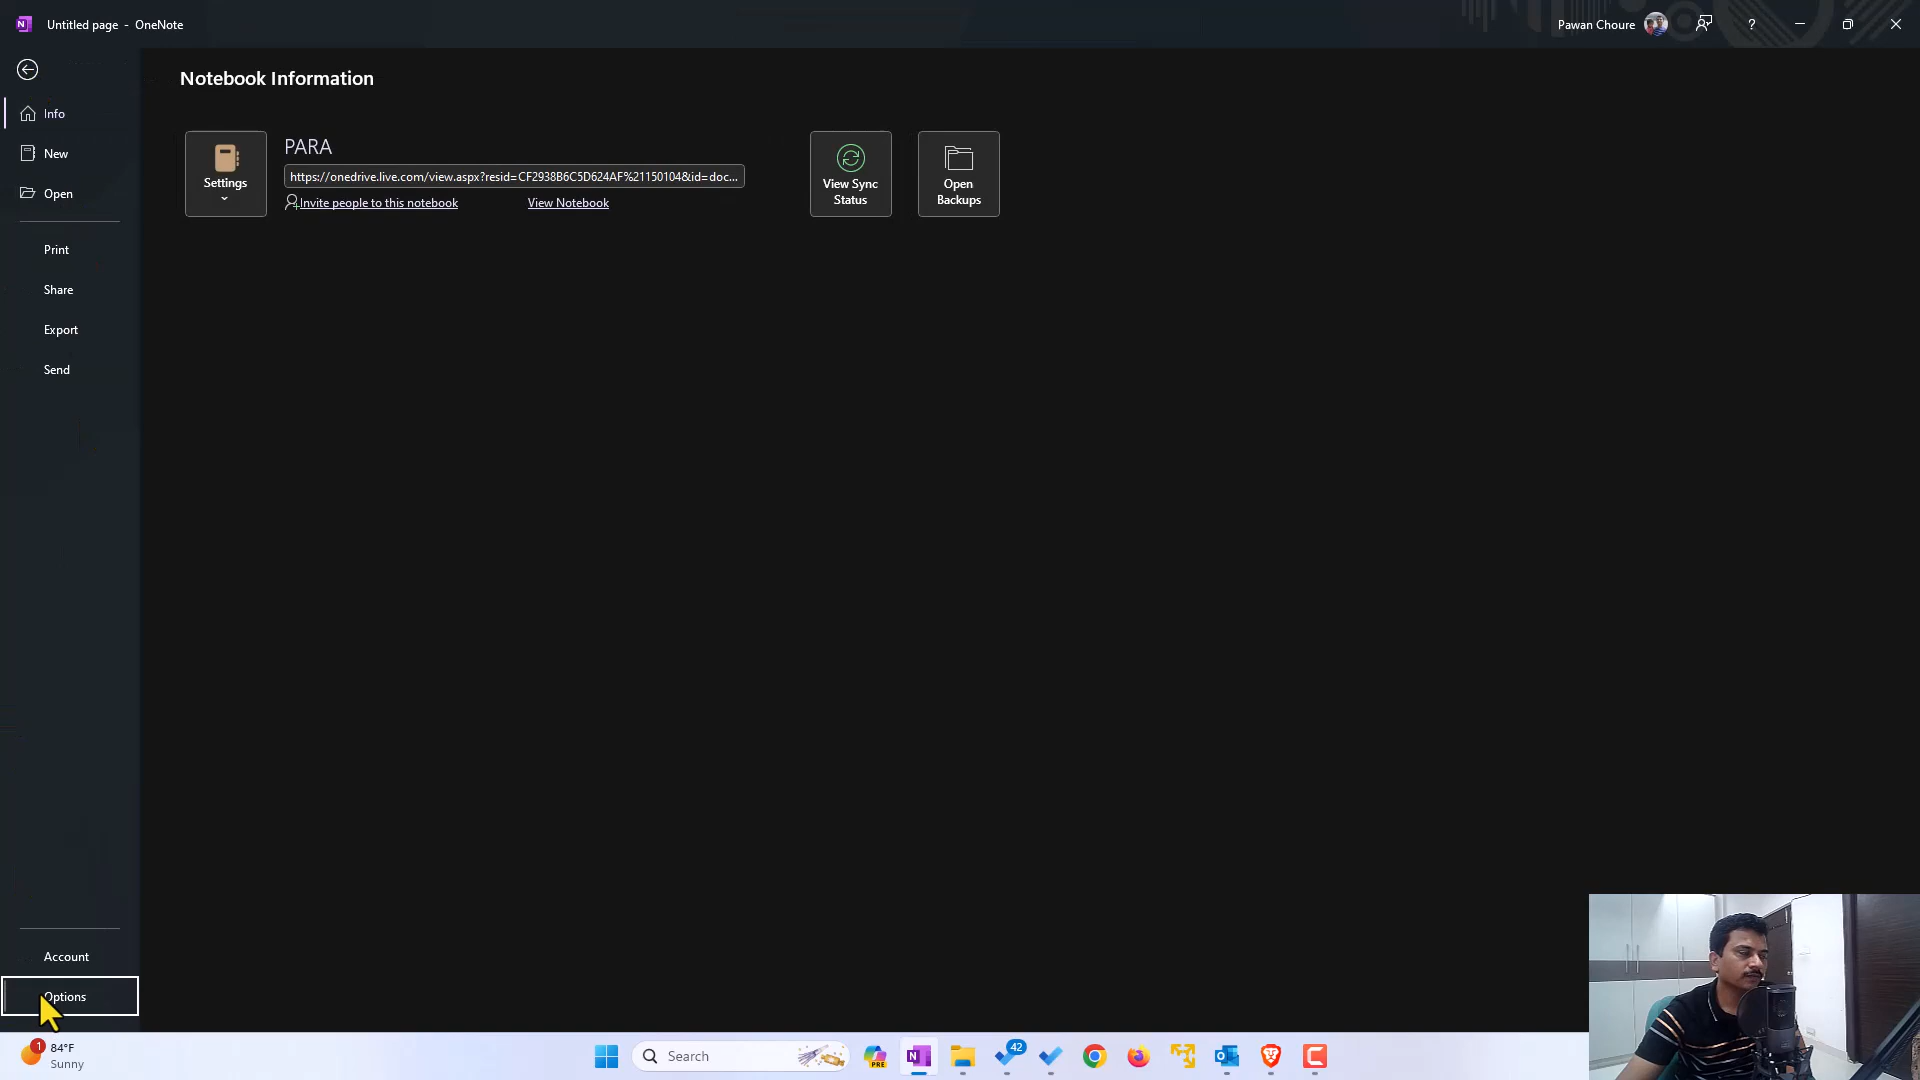 Untitled page - OneNote
Pawan Choure
?
Notebook Information
Info
New
Open
Print
Share
Export
Send
Account
Options
Settings
PARA
https://onedrive.live.com/view.aspx?resid=CF2938B6C5D624AF%21150104&id=doc...
Invite people to this notebook
View Notebook
View Sync
Status
Open
Backups
1
84°F
Sunny
Search
PRE
N
42